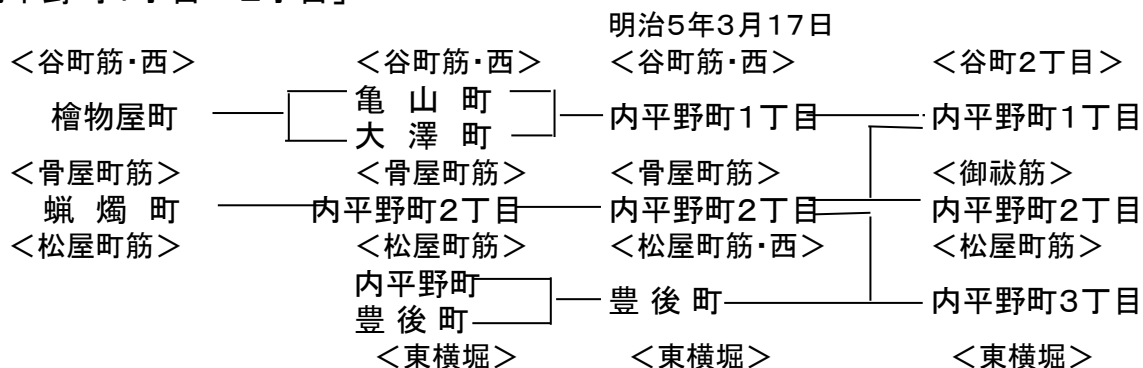 明治5年3月17日
＜谷町筋・西＞ ＜谷町筋・西＞ ＜谷町筋・西＞ ＜谷町2丁目＞
檜物屋町 亀山町 内平野町1丁目 内平野町1丁目
大澤町
＜骨屋町筋＞ ＜骨屋町筋＞ ＜骨屋町筋＞ ＜御祓筋＞
蝋燭町 内平野町2丁目 内平野町2丁目 内平野町2丁目
＜松屋町筋＞ ＜松屋町筋＞ ＜松屋町筋・西＞ ＜松屋町筋＞
内平野町 豊後町 内平野町3丁目
豊後町
＜東横堀＞ ＜東横堀＞ ＜東横堀＞